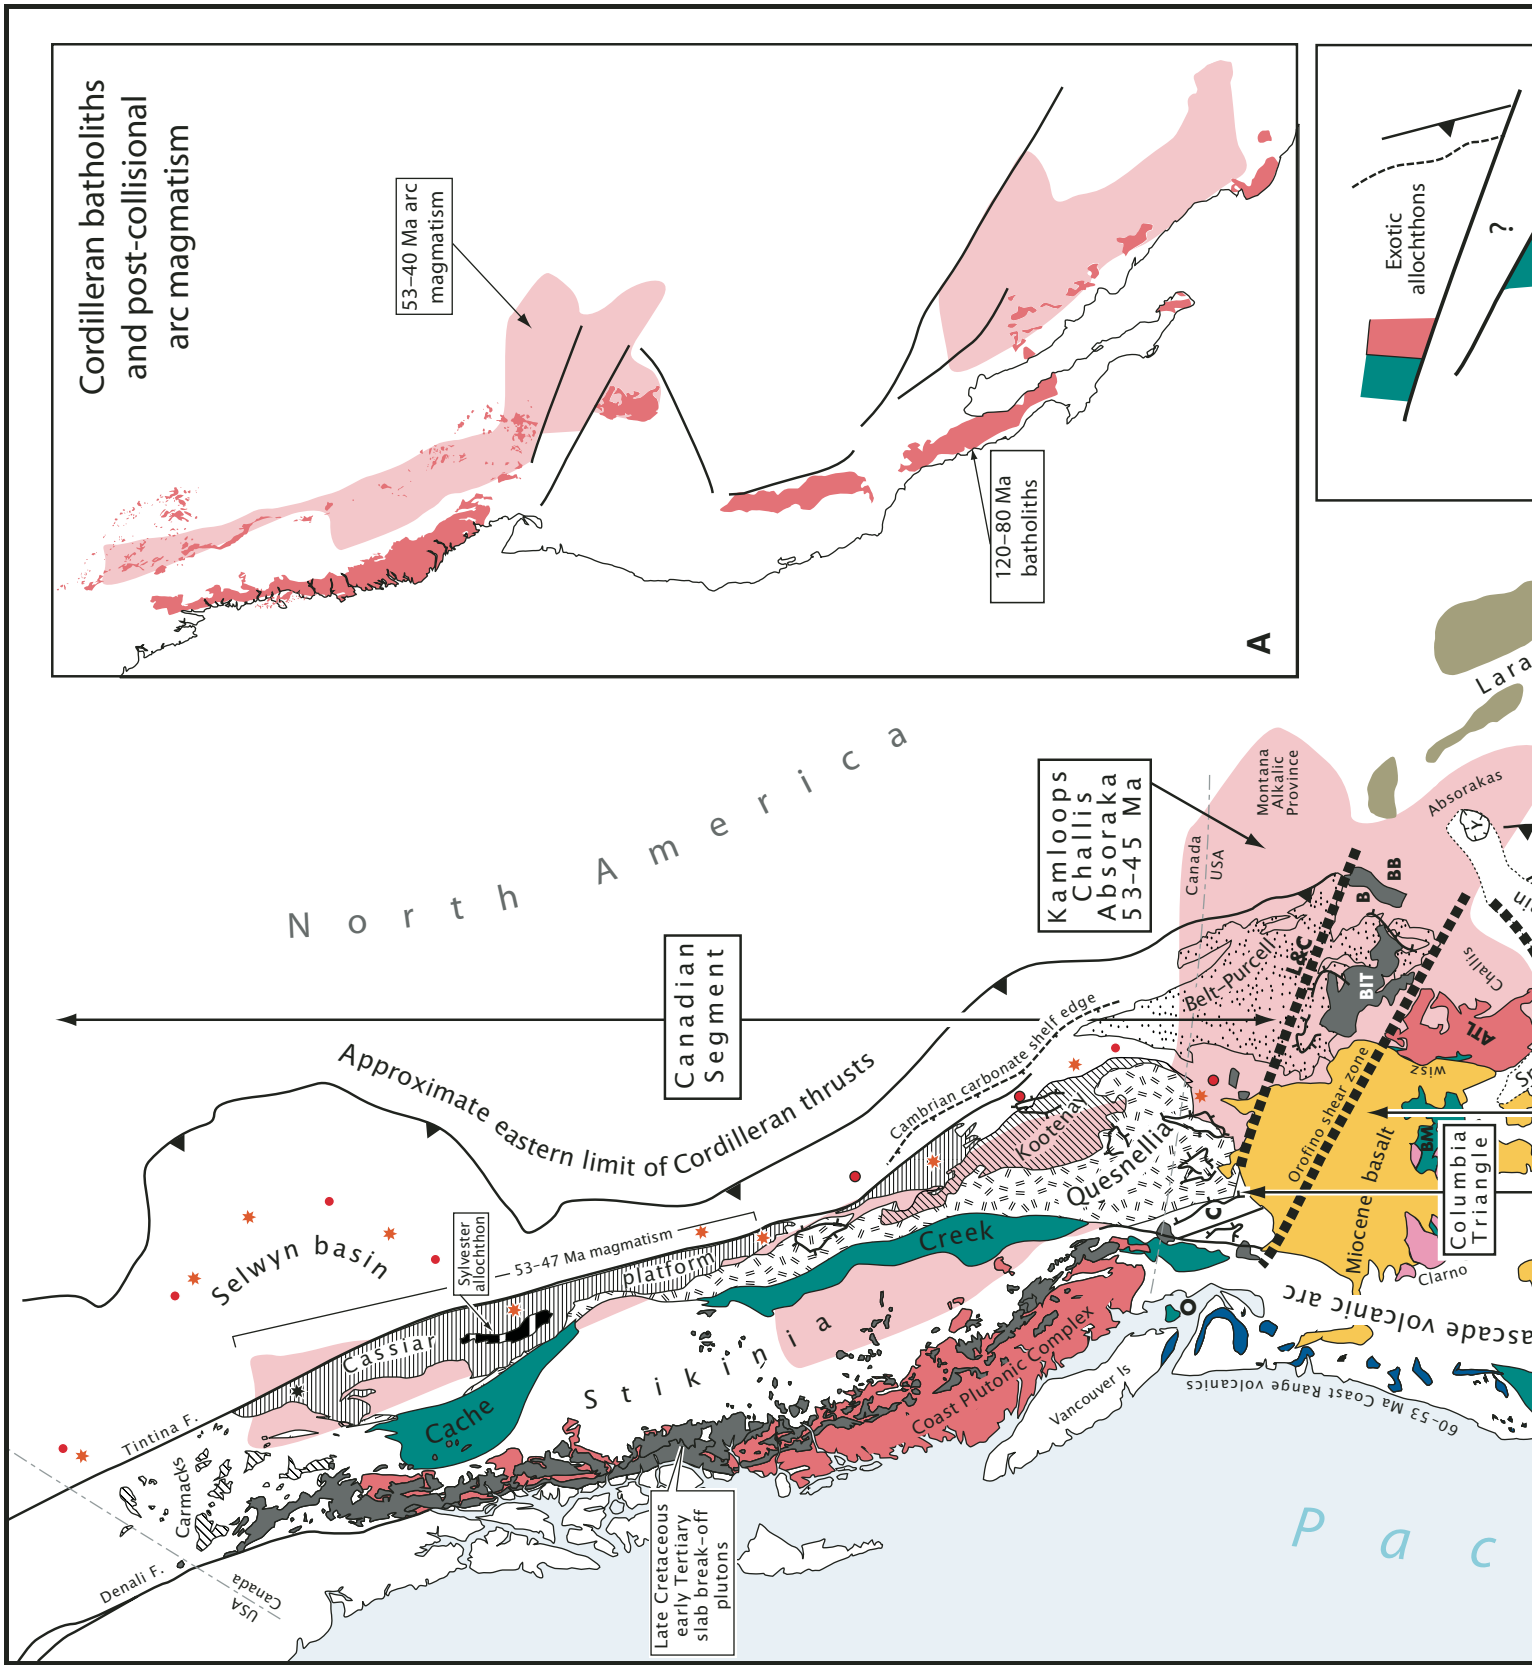 Cordilleran batholiths
and post-collisional
arc magmatism
53–40 Ma arc
magmatism
120–80 Ma
batholiths
A
Exotic
allochthons
?
Lara
North America
Kamloops
Challis
Absoraka
53–45 Ma
Montana
Alkalic
Province
Absorakas
Canada
USA
Canadian
Segment
Approximate eastern limit of Cordilleran thrusts
Cambrian carbonate shelf edge
Belt–Purcell
L&C
B
BB
BIT
Y
Challis
ATL
wisz
Orofino shear zone
Miocene basalt
BM
Columbia
Triangle
Clarno
Selwyn basin
Sylvester
allochthon
53–47 Ma magmatism
Cassiar
platform
Kootenay
Quesnellia
C
Cache
Creek
Stikinia
Coast Plutonic Complex
Vancouver Is
ascade volcanic arc
60–53 Ma Coast Range volcanics
Tintina F.
Carmacks
Denali F.
Canada
USA
Late Cretaceous
early Tertiary
slab break–off
plutons
Pac